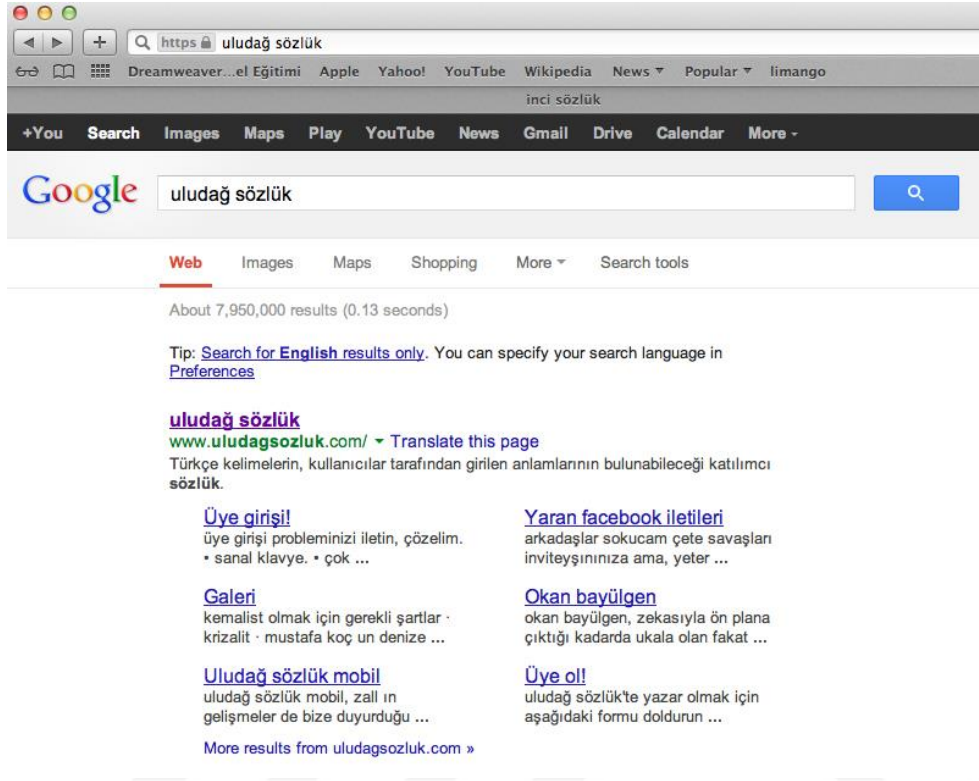 https uludağ sözlük
Dreamweaver...el Eğitimi Apple Yahoo! YouTube Wikipedia News Popular limango
inci sözlük
+You Search Images Maps Play YouTube News Gmail Drive Calendar More
Google uludağ sözlük
Web Images Maps Shopping More Search tools
About 7,950,000 results (0.13 seconds)
Tip: Search for English results only. You can specify your search language in
Preferences
uludağ sözlük
www.uludagsozluk.com/ Translate this page
Türkçe kelimelerin, kullanıcılar tarafından girilen anlamlarının bulunabileceği katılımcı
sözlük.
Üye girişi!
üye girişi probleminizi iletin, çözelim.
▪ sanal klavye. ▪ çok ...
Yaran facebook iletileri
arkadaşlar sokucam çete savaşları
inviteyşınınıza ama, yeter ...
Galeri
kemalist olmak için gerekli şartlar ·
krizalit · mustafa koç un denize ...
Okan bayülgen
okan bayülgen, zekasıyla ön plana
çıktığı kadarda ukala olan fakat ...
Uludağ sözlük mobil
uludağ sözlük mobil, zall ın
gelişmeler de bize duyurduğu ...
Üye ol!
uludağ sözlük'te yazar olmak için
aşağıdaki formu doldurun ...
More results from uludagsozluk.com »